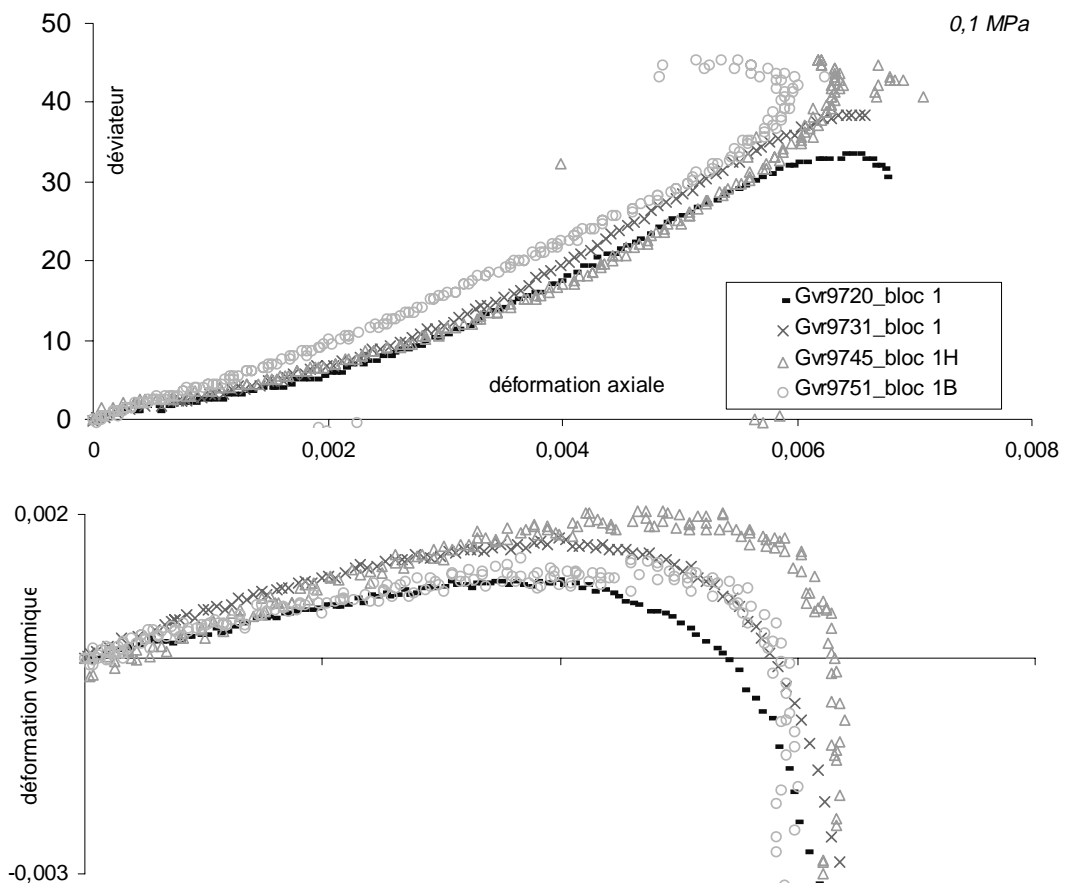 50
0,1 MPa
40
déviateur
30
20
Gvr9720_bloc 1
Gvr9731_bloc 1
10
Gvr9745_bloc 1H
déformation axiale
Gvr9751_bloc 1B
0
0
0,002
0,004
0,006
0,008
0,002
déformation volumique
-0,003